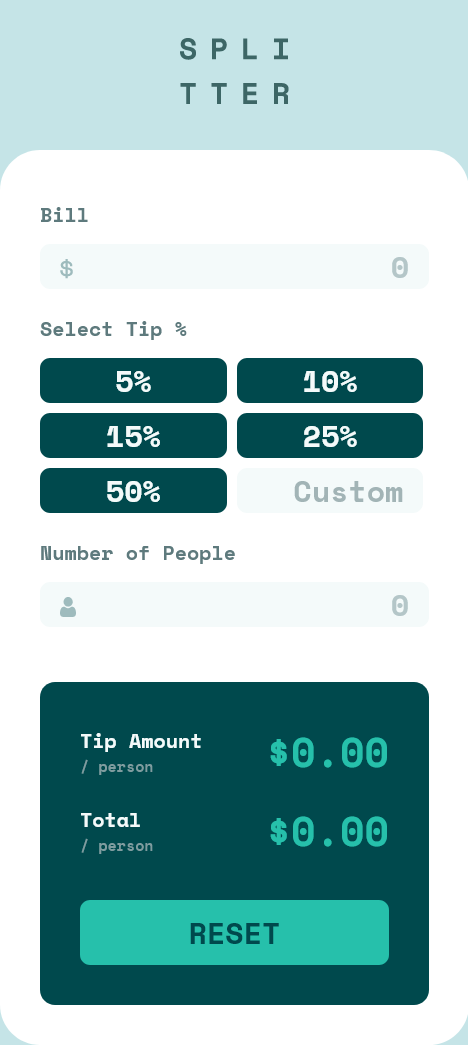 SPLI
TTER
Bill
$ 0
Select Tip %
5% 10%
15% 25%
50% Custom
Number of People
0
Tip Amount
/ person
$0.00
Total
/ person
$0.00
RESET